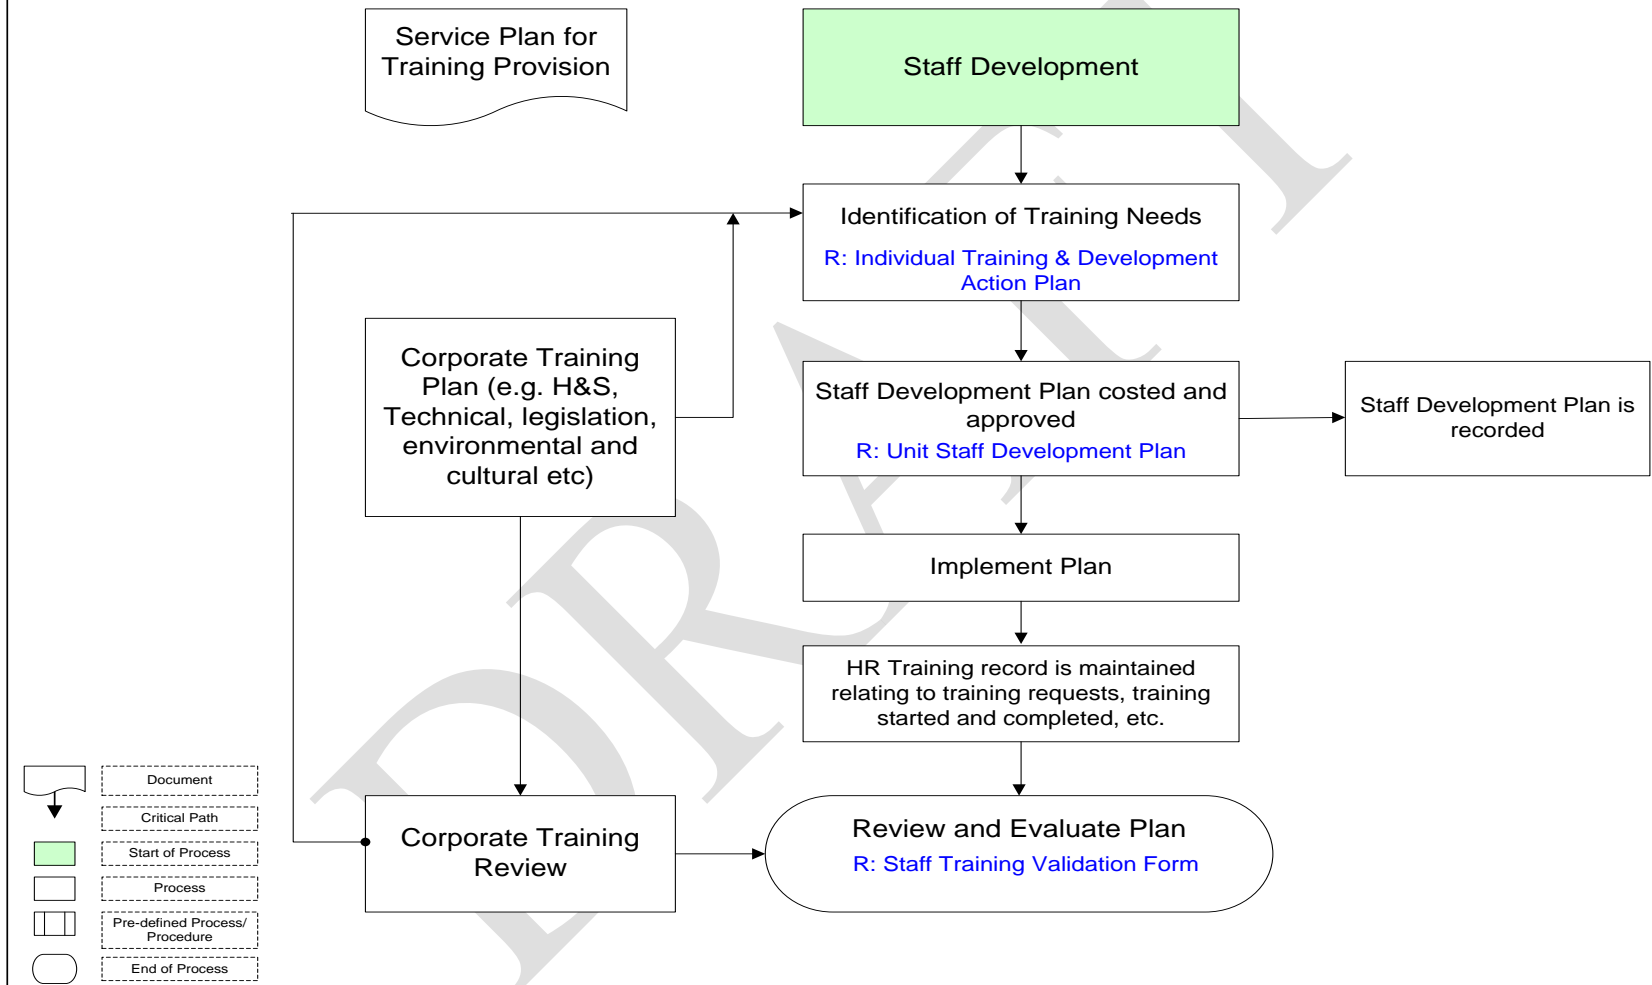 Service Plan for
Training Provision
Staff Development
Identification of Training Needs
R: Individual Training & Development
Action Plan
Corporate Training
Plan (e.g. H&S,
Technical, legislation,
environmental and
cultural etc)
Staff Development Plan costed and
approved
R: Unit Staff Development Plan
Staff Development Plan is
recorded
Implement Plan
HR Training record is maintained
relating to training requests, training
started and completed, etc.
Corporate Training
Review
Review and Evaluate Plan
R: Staff Training Validation Form
Document
Critical Path
Start of Process
Process
Pre-defined Process/
Procedure
End of Process
DRAFT